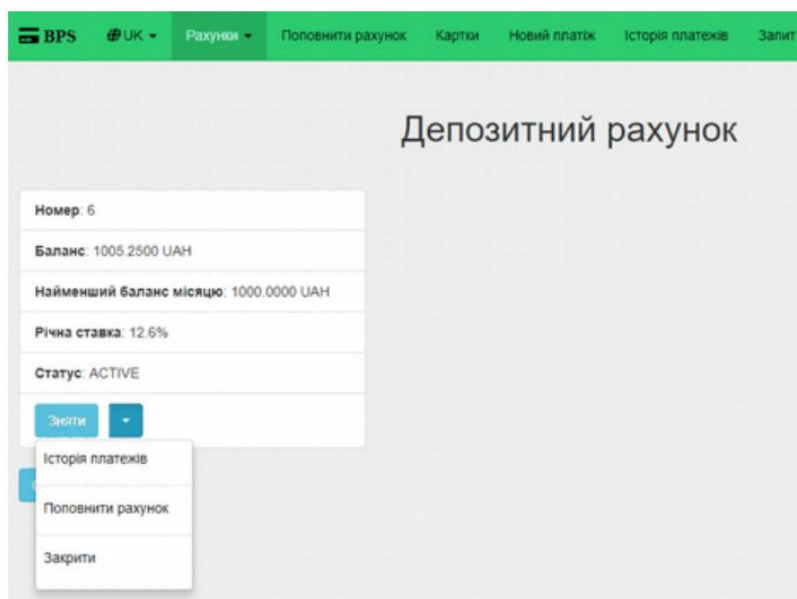 BPS UK Рахунки Поповнити рахунок Картки Новий платіж Історія платежів Запит
Депозитний рахунок
Номер: 6
Баланс: 1005.2500 UAH
Найменший баланс місяцю: 1000.0000 UAH
Річна ставка: 12.6%
Статус: ACTIVE
Зняти
Історія платежів
Поповнити рахунок
Закрити